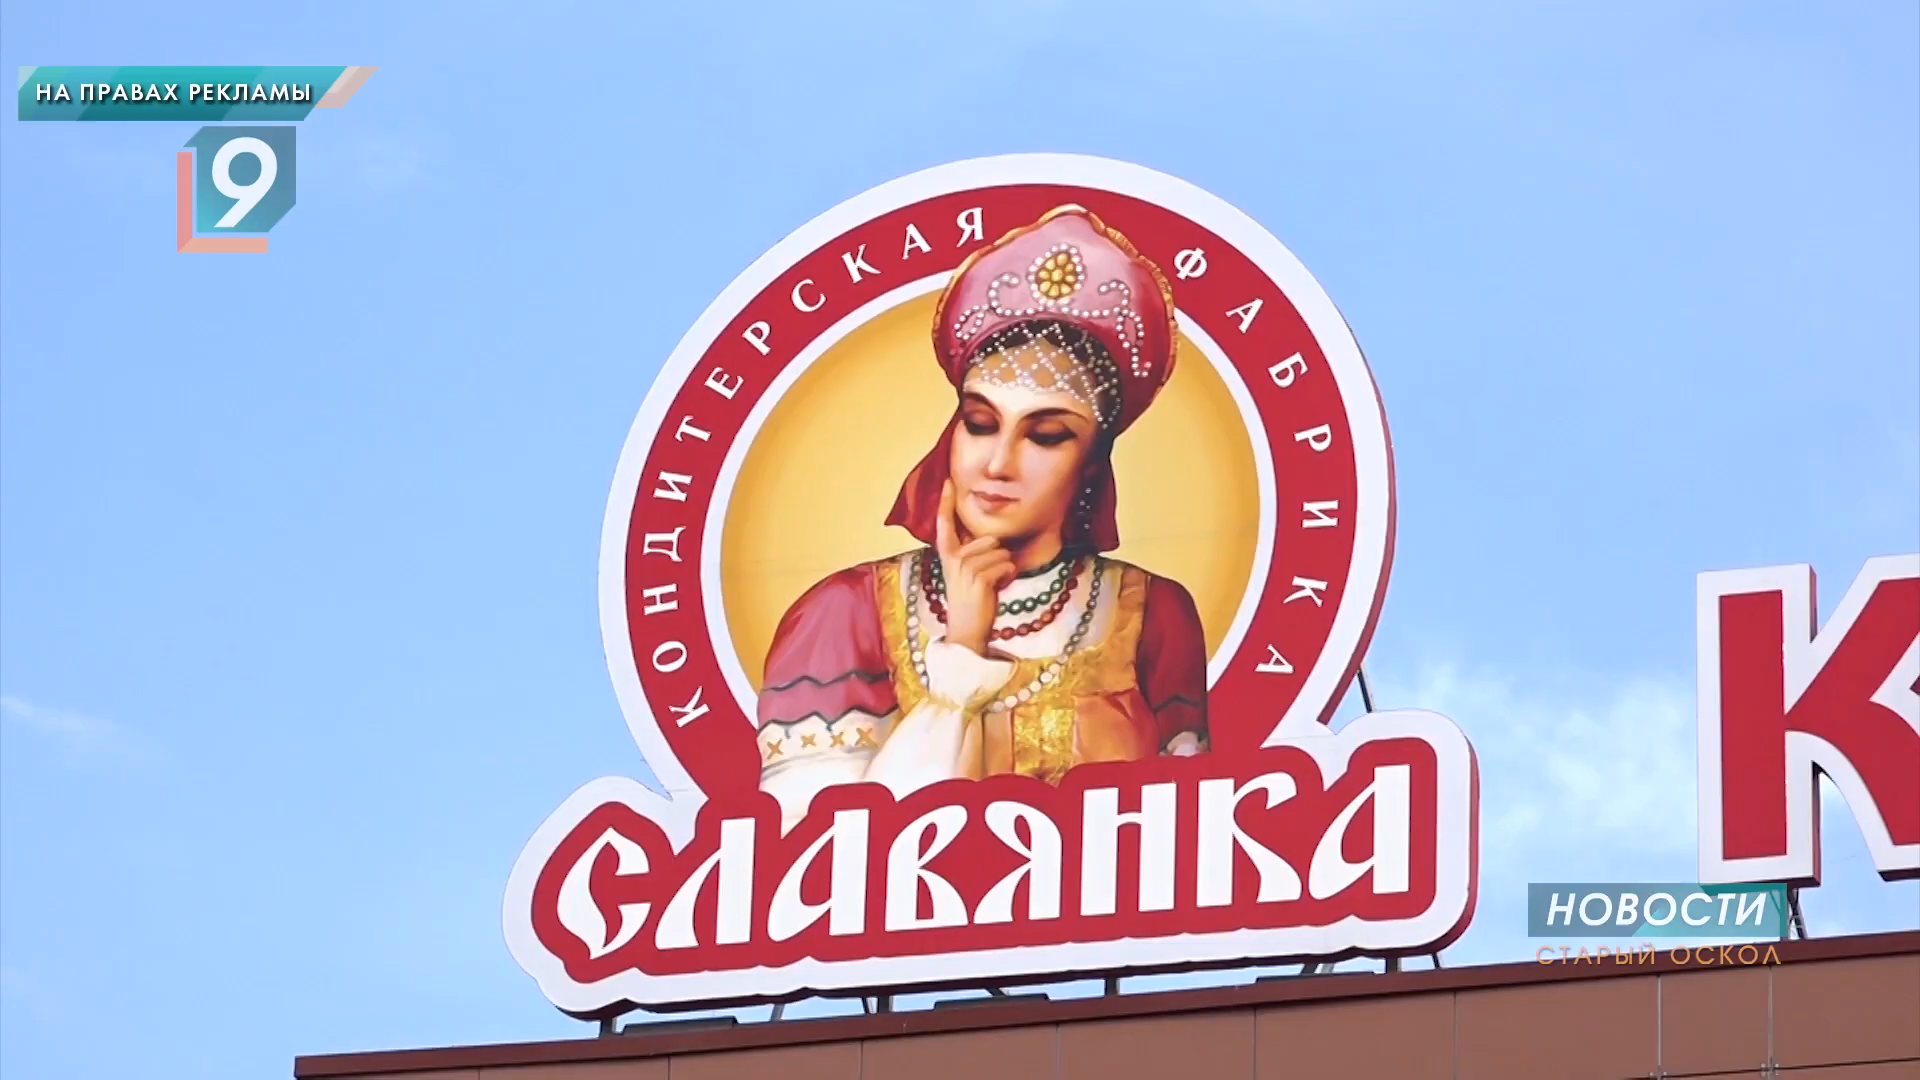 НА ПРАВАХ РЕКЛАМЫ
9
КОНДИТЕРСКАЯ ФАБРИКА
СЛАВЯНКА
К
НОВОСТИ
СТАРЫЙ ОСКОЛ